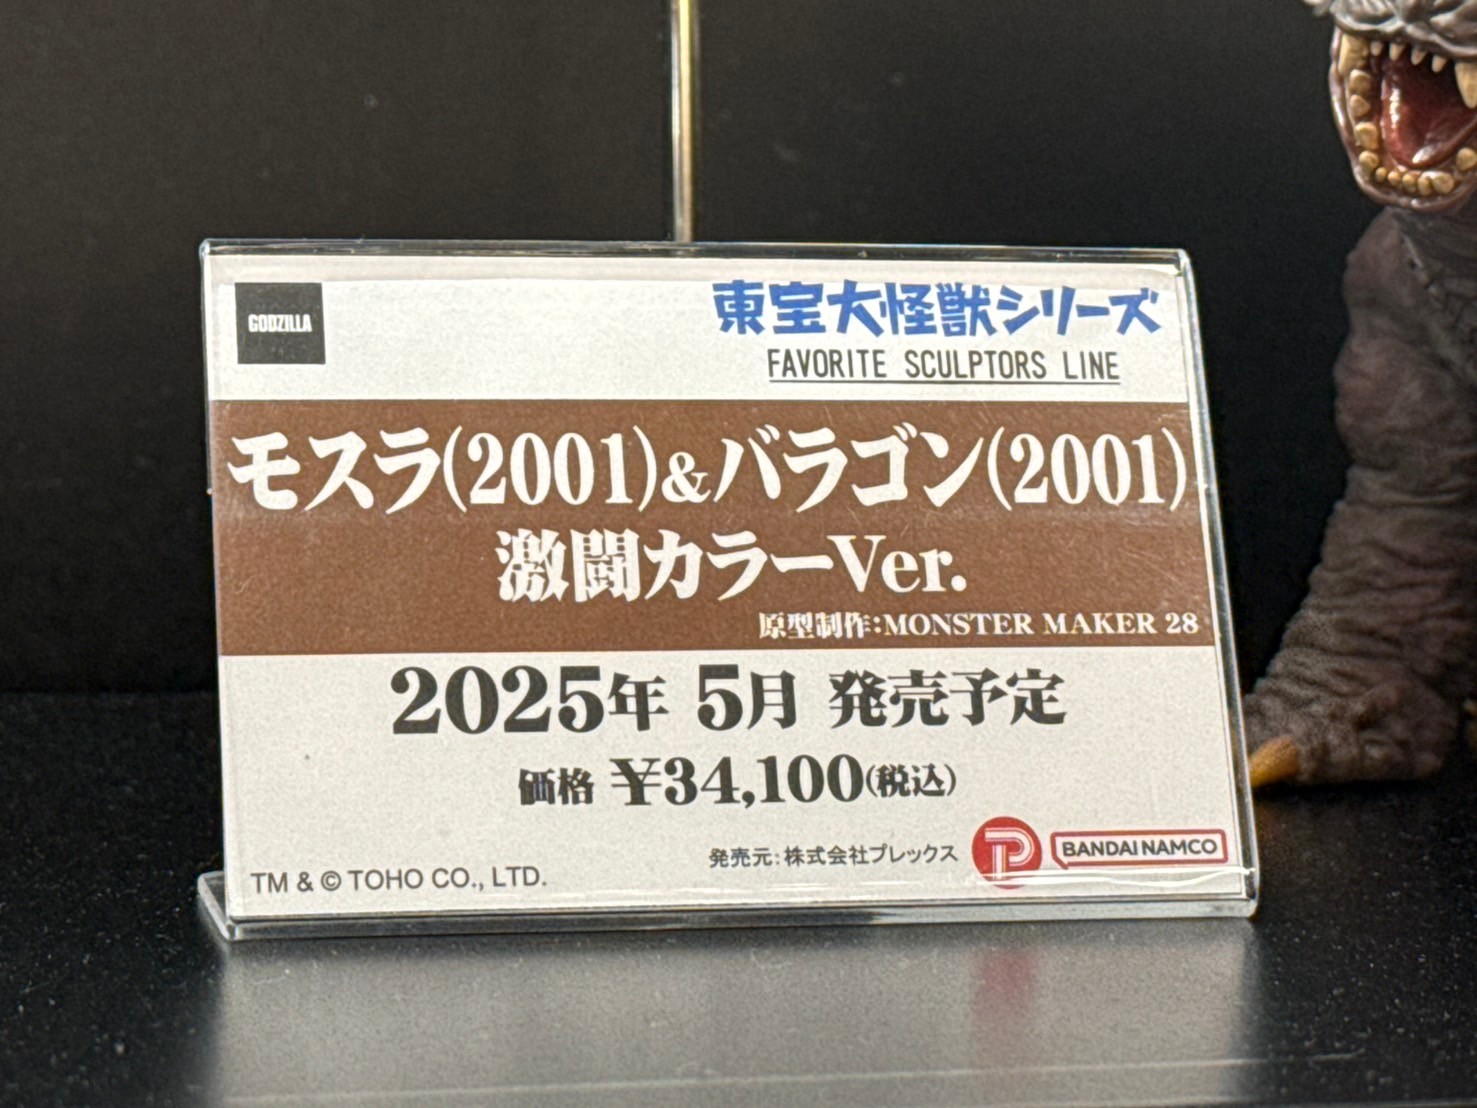 GODZILLA
東宝大怪獣シリーズ
FAVORITE SCULPTORS LINE
モスラ(2001)&バラゴン(2001)
激闘カラーVer.
原型制作:MONSTER MAKER 28
2025年 5月 発売予定
価格 ¥34,100(税込)
発売元:株式会社プレックス
BANDAI NAMCO
TM & © TOHO CO., LTD.